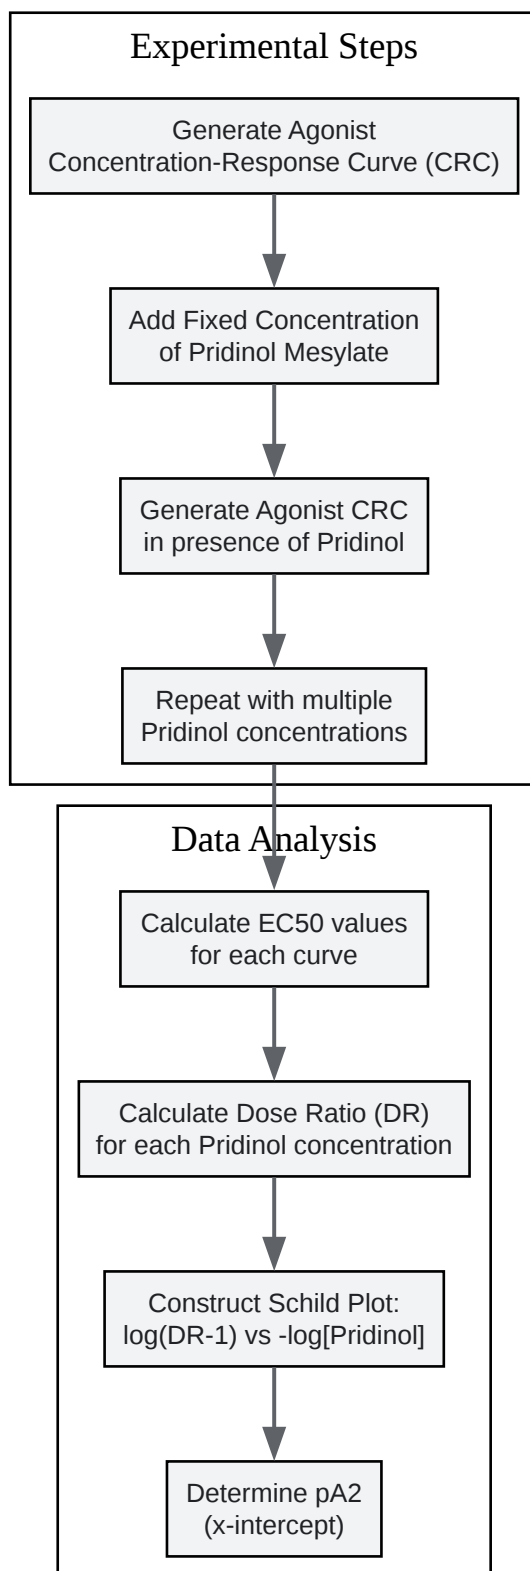 Experimental Steps
Generate Agonist
Concentration-Response Curve (CRC)
Add Fixed Concentration
of Pridinol Mesylate
Generate Agonist CRC
in presence of Pridinol
Repeat with multiple
Pridinol concentrations
Data Analysis
Calculate EC50 values
for each curve
Calculate Dose Ratio (DR)
for each Pridinol concentration
Construct Schild Plot:
log(DR-1) vs -log[Pridinol]
Determine pA2
(x-intercept)